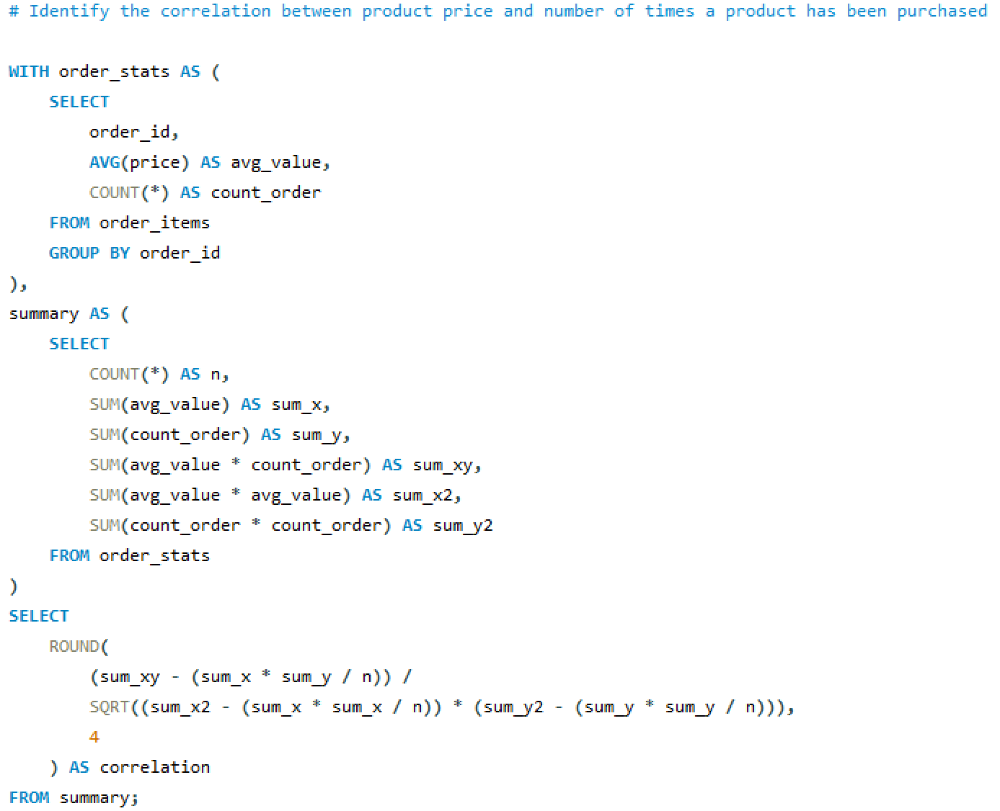 # Identify the correlation between product price and number of times a product has been purchased
WITH order_stats AS (
    SELECT
        order_id,
        AVG(price) AS avg_value,
        COUNT(*) AS count_order
    FROM order_items
    GROUP BY order_id
),
summary AS (
    SELECT
        COUNT(*) AS n,
        SUM(avg_value) AS sum_x,
        SUM(count_order) AS sum_y,
        SUM(avg_value * count_order) AS sum_xy,
        SUM(avg_value * avg_value) AS sum_x2,
        SUM(count_order * count_order) AS sum_y2
    FROM order_stats
)
SELECT
    ROUND(
        (sum_xy - (sum_x * sum_y / n)) /
        SQRT((sum_x2 - (sum_x * sum_x / n)) * (sum_y2 - (sum_y * sum_y / n))),
        4
    ) AS correlation
FROM summary;